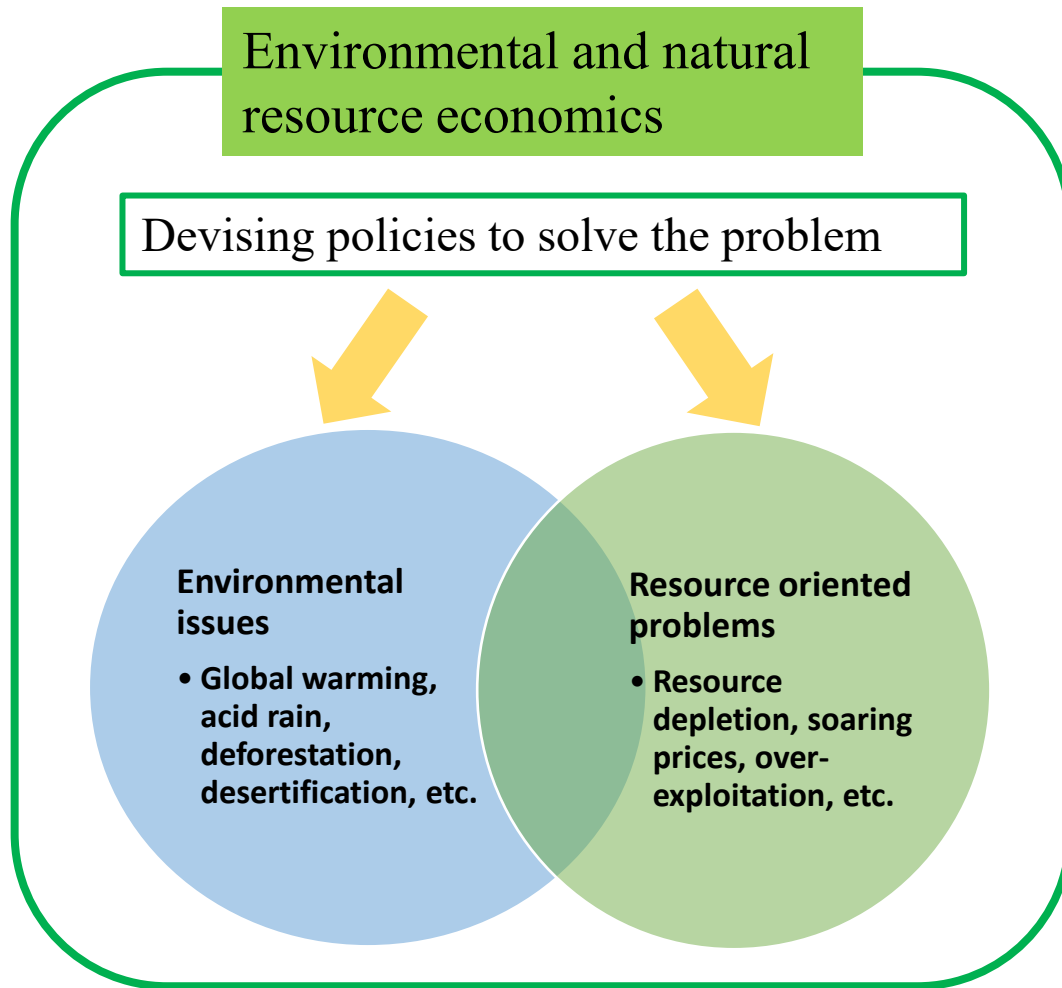 Environmental and natural
resource economics
Devising policies to solve the problem
Environmental
issues
• Global warming,
acid rain,
deforestation,
desertification, etc.
Resource oriented
problems
• Resource
depletion, soaring
prices, over-
exploitation, etc.